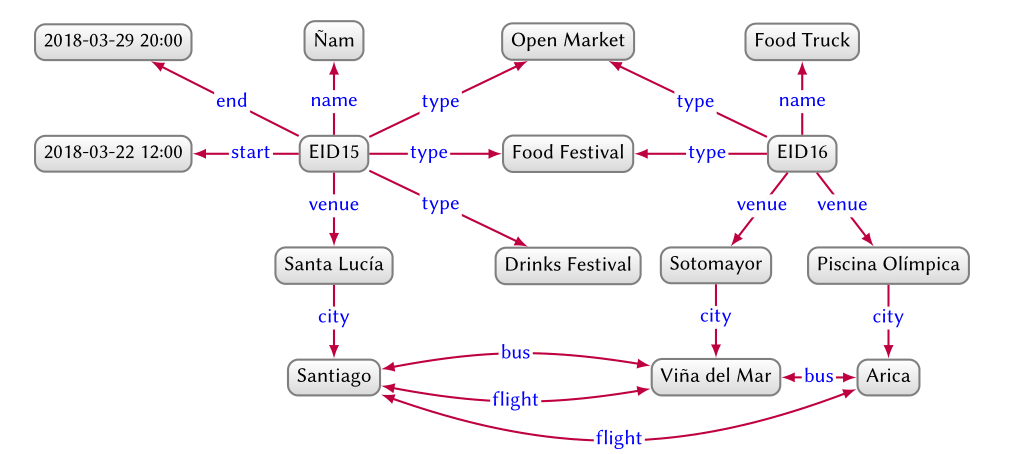 2018-03-29 20:00
Ñam
Open Market
Food Truck
end
name
type
type
name
2018-03-22 12:00
start
EID15
type
Food Festival
type
EID16
venue
type
venue
venue
Santa Lucía
Drinks Festival
Sotomayor
Piscina Olímpica
city
city
city
bus
Santiago
Viña del Mar
bus
Arica
flight
flight